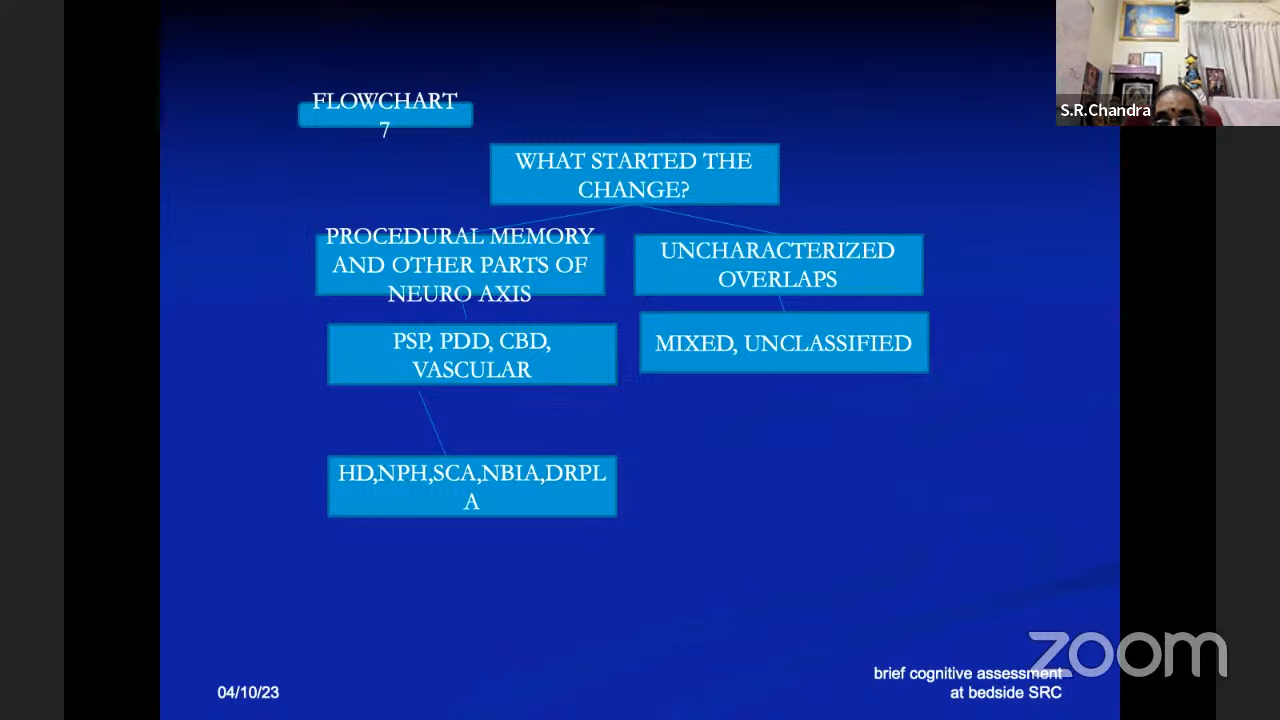 FLOWCHART
7
S.R.Chandra
WHAT STARTED THE
CHANGE?
PROCEDURAL MEMORY
AND OTHER PARTS OF
NEURO AXIS
UNCHARACTERIZED
OVERLAPS
PSP, PDD, CBD,
VASCULAR
MIXED, UNCLASSIFIED
HD,NPH,SCA,NBIA,DRPL
A
04/10/23
brief cognitive assessment
at bedside SRC
zoom